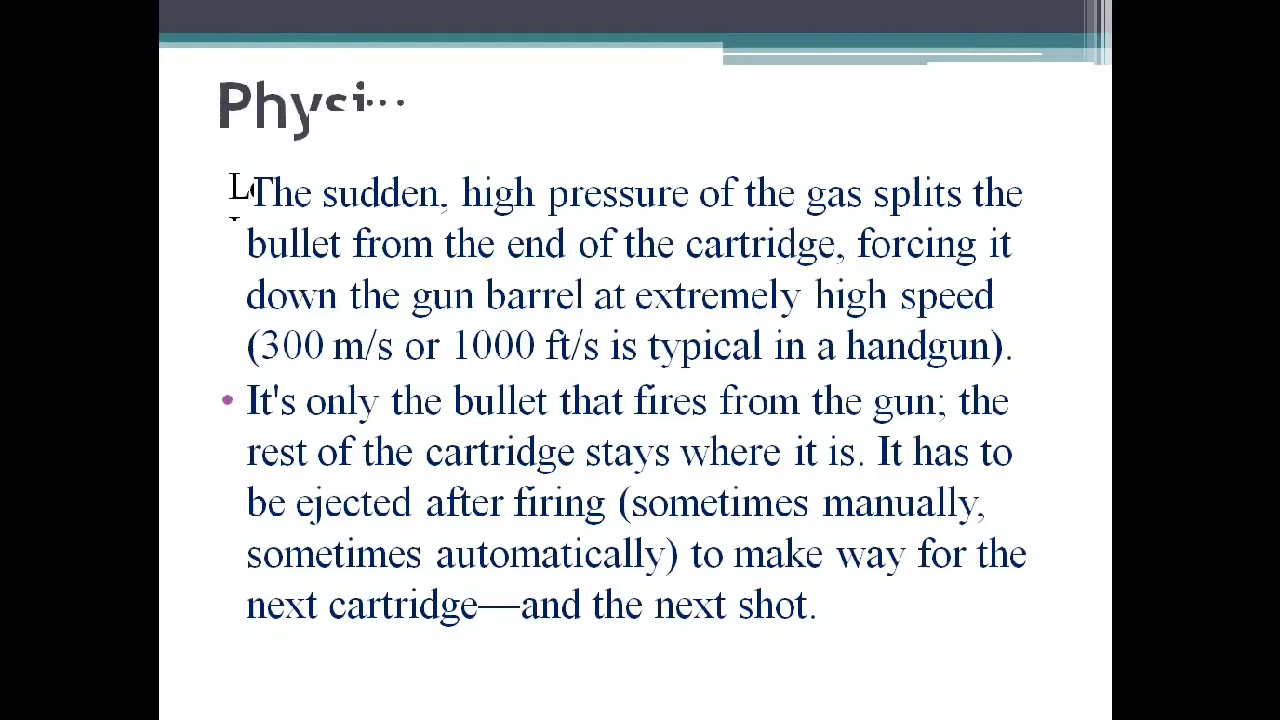 The sudden, high pressure of the gas splits the
bullet from the end of the cartridge, forcing it
down the gun barrel at extremely high speed
(300 m/s or 1000 ft/s is typical in a handgun).
• It's only the bullet that fires from the gun; the
rest of the cartridge stays where it is. It has to
be ejected after firing (sometimes manually,
sometimes automatically) to make way for the
next cartridge—and the next shot.